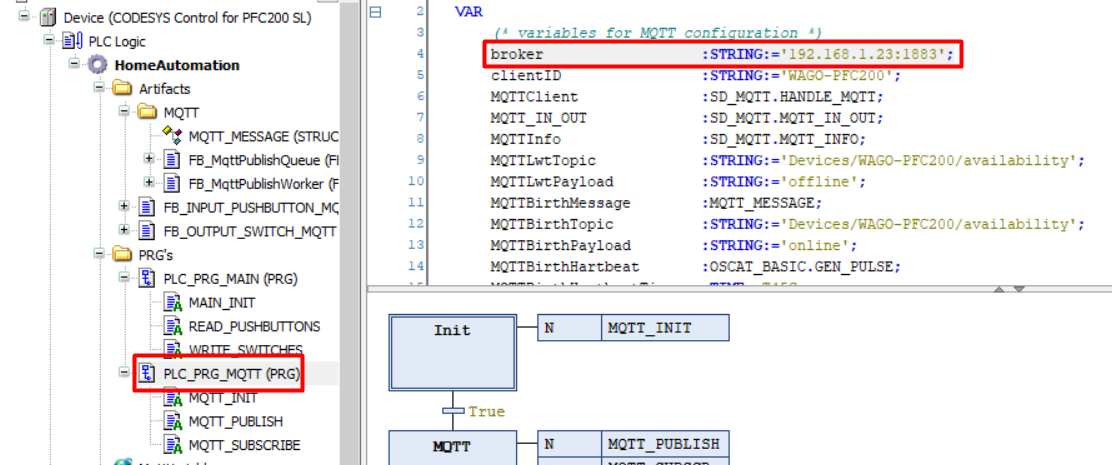 Device (CODESYS Control for PFC200 SL)
PLC Logic
HomeAutomation
Artifacts
MQTT
MQTT_MESSAGE (STRUC
FB_MqttPublishQueue (FI
FB_MqttPublishWorker (F
FB_INPUT_PUSHBUTTON_MQ
FB_OUTPUT_SWITCH_MQTT
PRG's
PLC_PRG_MAIN (PRG)
MAIN_INIT
READ_PUSHBUTTONS
WRITE_SWITCHES
PLC_PRG_MQTT (PRG)
MQTT_INIT
MQTT_PUBLISH
MQTT_SUBSCRIBE
2 VAR
3 (* variables for MQTT configuration *)
4 broker :STRING:='192.168.1.23:1883';
5 clientID :STRING:='WAGO-PFC200';
6 MQTTClient :SD_MQTT.HANDLE_MQTT;
7 MQTT_IN_OUT :SD_MQTT.MQTT_IN_OUT;
8 MQTTInfo :SD_MQTT.MQTT_INFO;
9 MQTTLwtTopic :STRING:='Devices/WAGO-PFC200/availability';
10 MQTTLwtPayload :STRING:='offline';
11 MQTTBirthMessage :MQTT_MESSAGE;
12 MQTTBirthTopic :STRING:='Devices/WAGO-PFC200/availability';
13 MQTTBirthPayload :STRING:='online';
14 MQTTBirthHartbeat :OSCAT_BASIC.GEN_PULSE;
Init N MQTT_INIT
True
MQTT N MQTT_PUBLISH